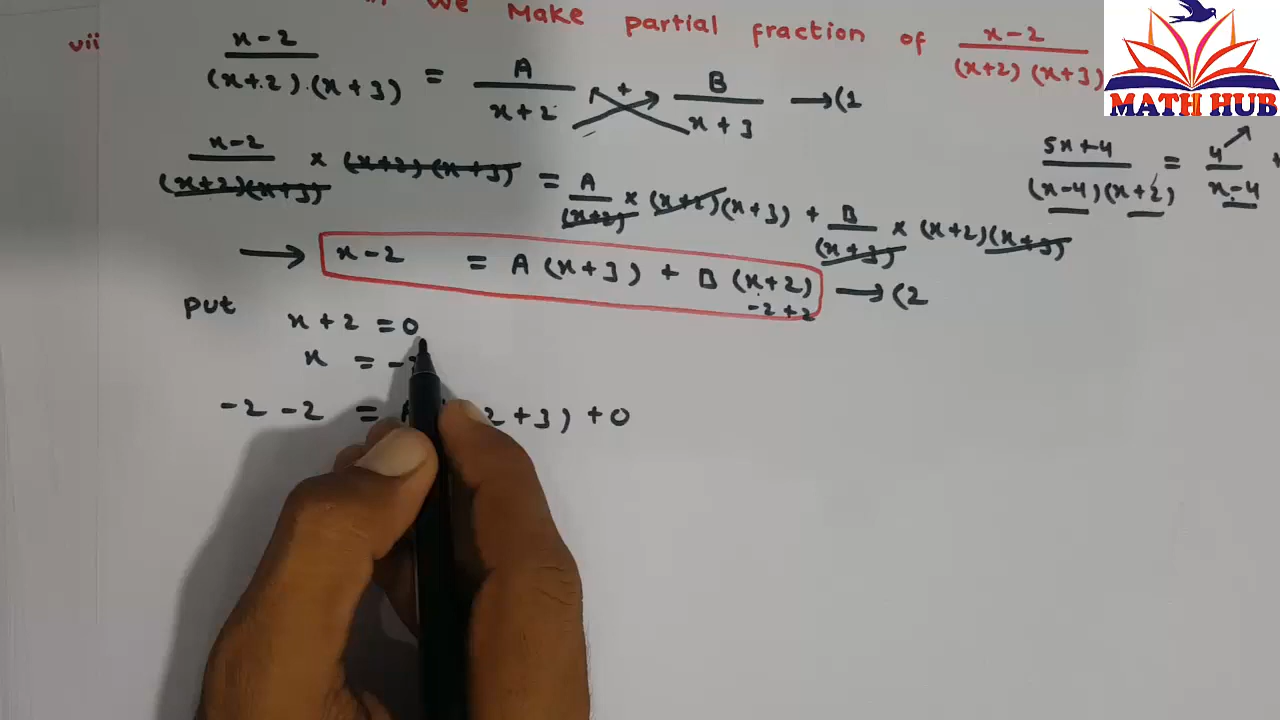 we Make partial fraction of x-2 / (x+2) (x+3)
vii
MATH HUB
x-2 / (x+2).(x+3) = A / x+2 + B / x+3 → (1
5x+4 / (x-4)(x+2) = 4 / x-4 +
x-2 / (x+2)(x+3) × (x+2)(x+3) = A / (x+2) × (x+2)(x+3) + B / (x+3) × (x+2)(x+3)
→ x-2 = A (x+3) + B (x+2) → (2
-2+2
put x+2 = 0
x = -
-2 -2 = 2+3) +0